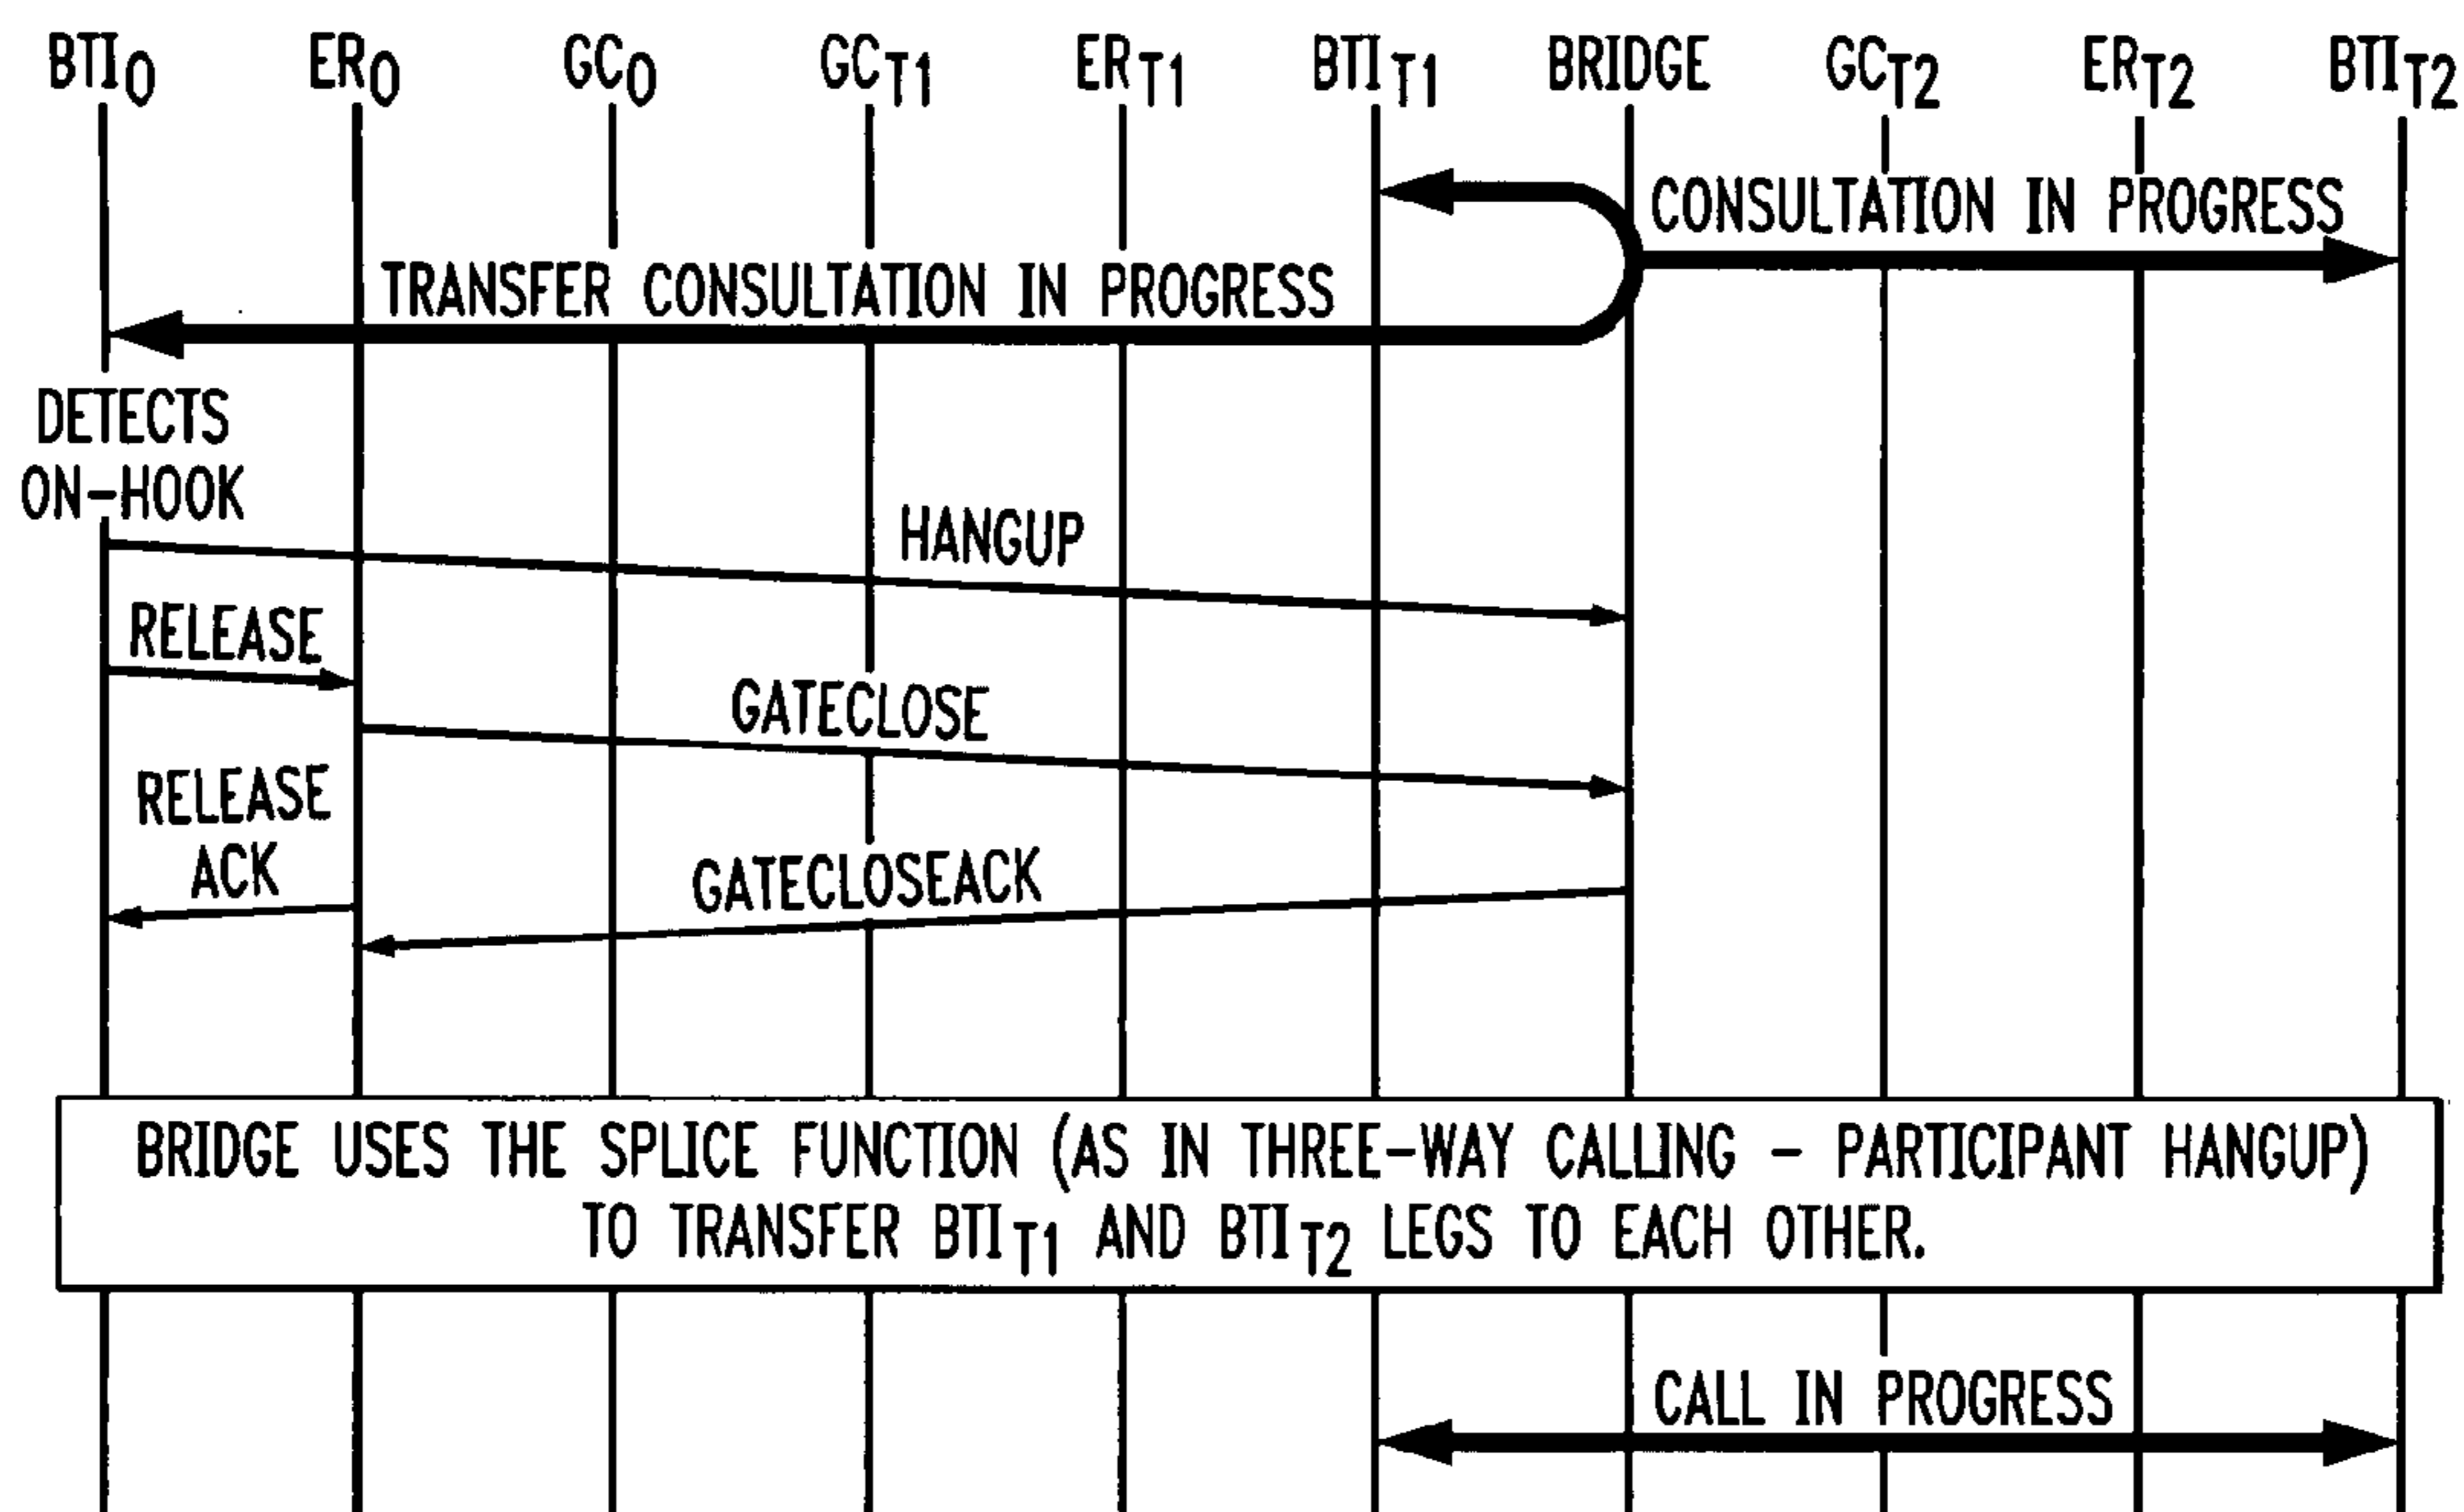 BTIO ERO GCO GCT1 ERT1 BTIT1 BRIDGE GCT2 ERT2 BTIT2
CONSULTATION IN PROGRESS
TRANSFER CONSULTATION IN PROGRESS
DETECTS
ON-HOOK
HANGUP
RELEASE
GATECLOSE
RELEASE
ACK
GATECLOSEACK
BRIDGE USES THE SPLICE FUNCTION (AS IN THREE-WAY CALLING - PARTICIPANT HANGUP)
TO TRANSFER BTIT1 AND BTIT2 LEGS TO EACH OTHER.
CALL IN PROGRESS